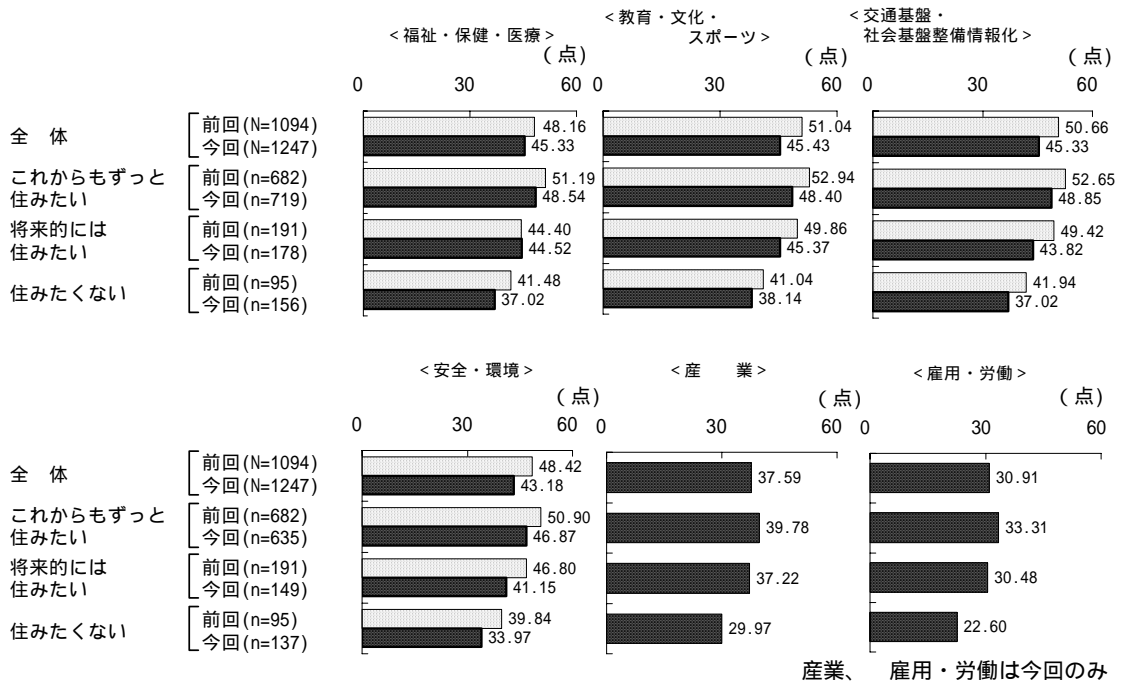 ＜福祉・保健・医療＞
＜教育・文化・
スポーツ＞
＜交通基盤・
社会基盤整備情報化＞
（点） （点） （点）
0 30 60 0 30 60 0 30 60
全　体 前回(N=1094) 48.16 51.04 50.66
今回(N=1247) 45.33 45.43 45.33
これからもずっと 前回(n=682) 51.19 52.94 52.65
住みたい 今回(n=719) 48.54 48.40 48.85
将来的には 前回(n=191) 44.40 49.86 49.42
住みたい 今回(n=178) 44.52 45.37 43.82
住みたくない 前回(n=95) 41.48 41.04 41.94
今回(n=156) 37.02 38.14 37.02
＜安全・環境＞ ＜産　　業＞ ＜雇用・労働＞
（点） （点） （点）
0 30 60 0 30 60 0 30 60
全　体 前回(N=1094) 48.42 37.59 30.91
今回(N=1247) 43.18
これからもずっと 前回(n=682) 50.90 39.78 33.31
住みたい 今回(n=635) 46.87
将来的には 前回(n=191) 46.80 37.22 30.48
住みたい 今回(n=149) 41.15
住みたくない 前回(n=95) 39.84 29.97 22.60
今回(n=137) 33.97
産業、　雇用・労働は今回のみ